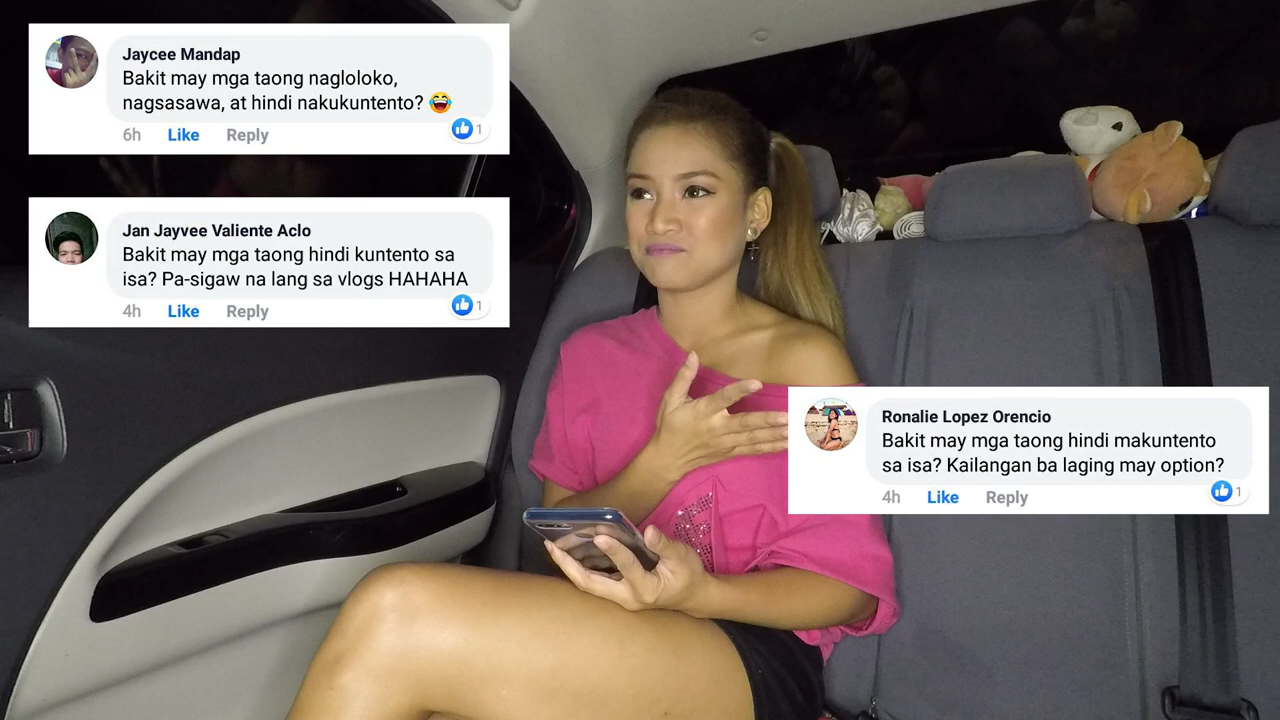 Jaycee Mandap
Bakit may mga taong nagloloko,
nagsasawa, at hindi nakukuntento? 😂
6h Like Reply 1
Jan Jayvee Valiente Aclo
Bakit may mga taong hindi kuntento sa
isa? Pa-sigaw na lang sa vlogs HAHAHA
4h Like Reply 1
Ronalie Lopez Orencio
Bakit may mga taong hindi makuntento
sa isa? Kailangan ba laging may option?
4h Like Reply 1